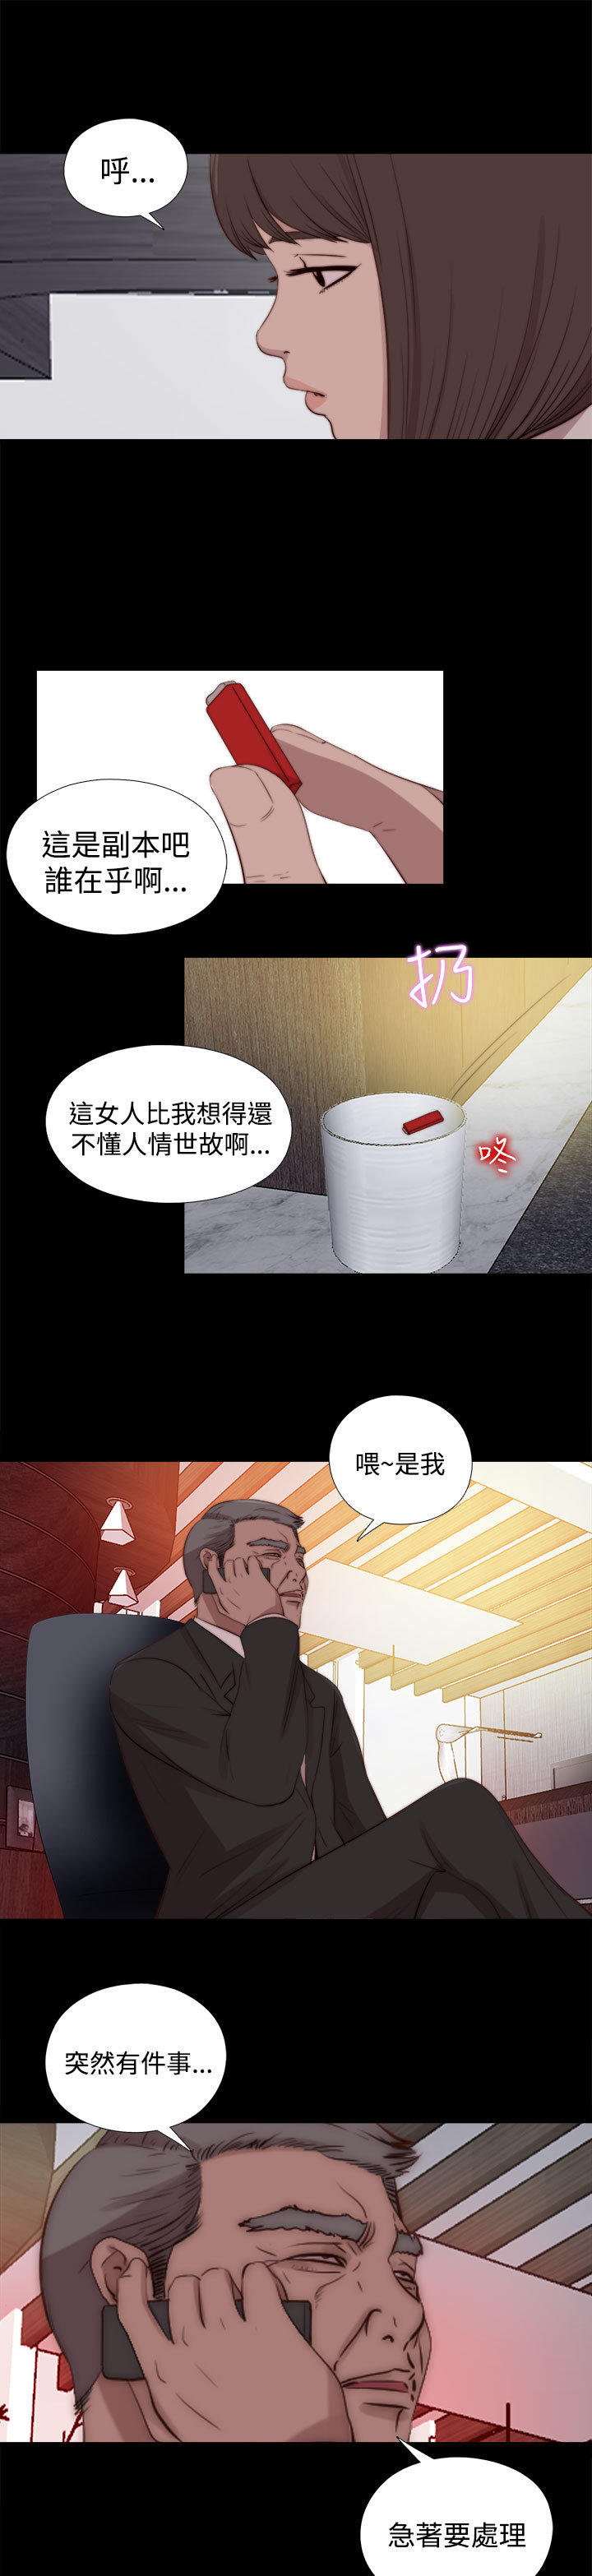 呼...
這是副本吧
誰在乎啊...
扔
這女人比我想得還
不懂人情世故啊...
咚
喂~是我
突然有件事...
急著要處理